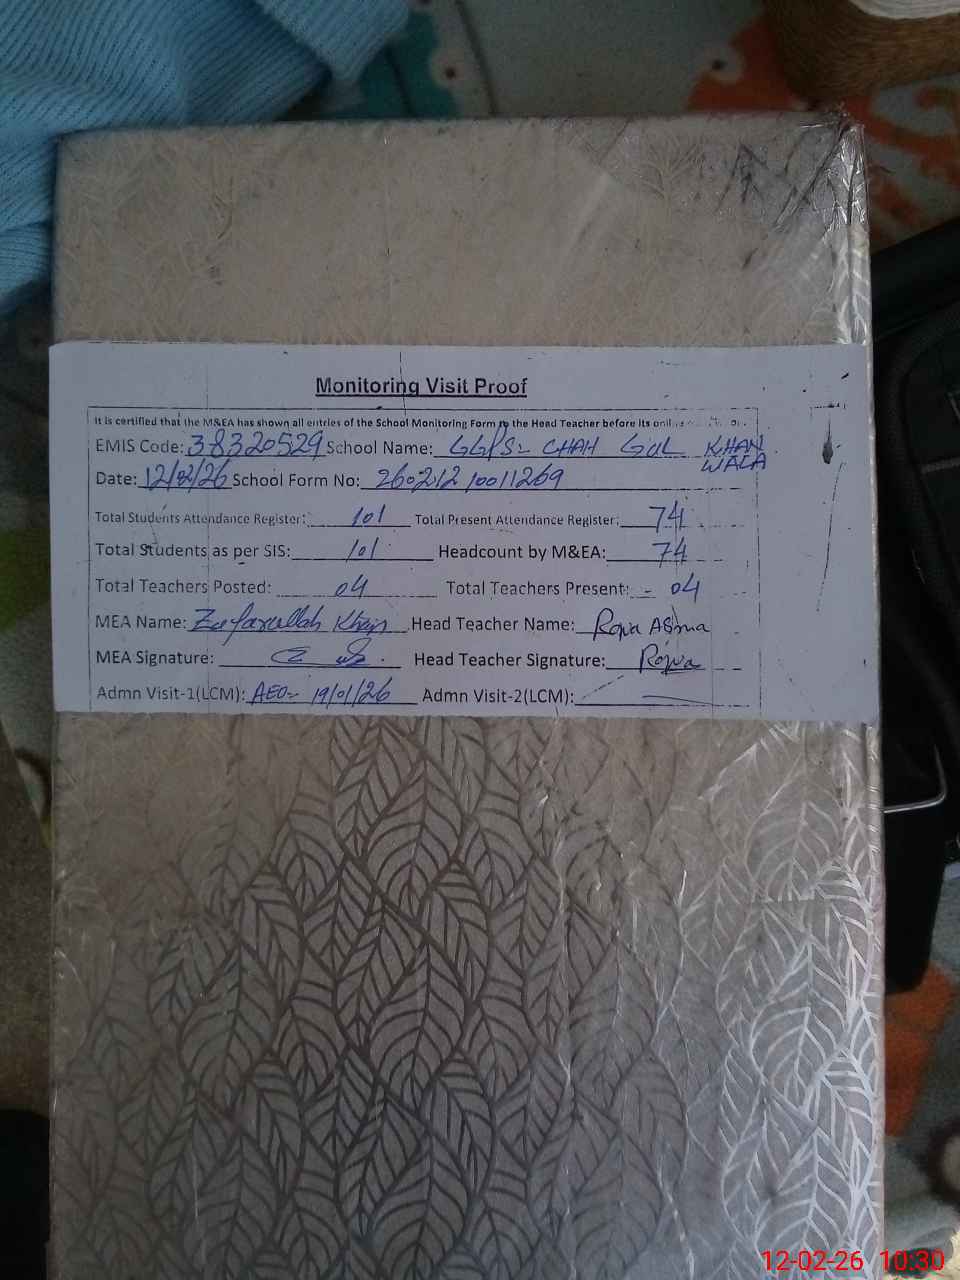 Monitoring Visit Proof
It is certified that the M&EA has shown all entries of the School Monitoring Form to the Head Teacher before its
EMIS Code: 38320529 School Name: GGPS- CHAH GUL KHAN WALA
Date: 12/02/26 School Form No: 260212 10011269
Total Students Attendance Register: 101 Total Present Attendance Register: 74
Total Students as per SIS: 101 Headcount by M&EA: 74
Total Teachers Posted: 04 Total Teachers Present: - 04
MEA Name: Zafarullah Khan Head Teacher Name: Asma
MEA Signature: Head Teacher Signature:
Admn Visit-1(LCM): AEO- 19/01/26 Admn Visit-2(LCM):
12-02-26 10:30